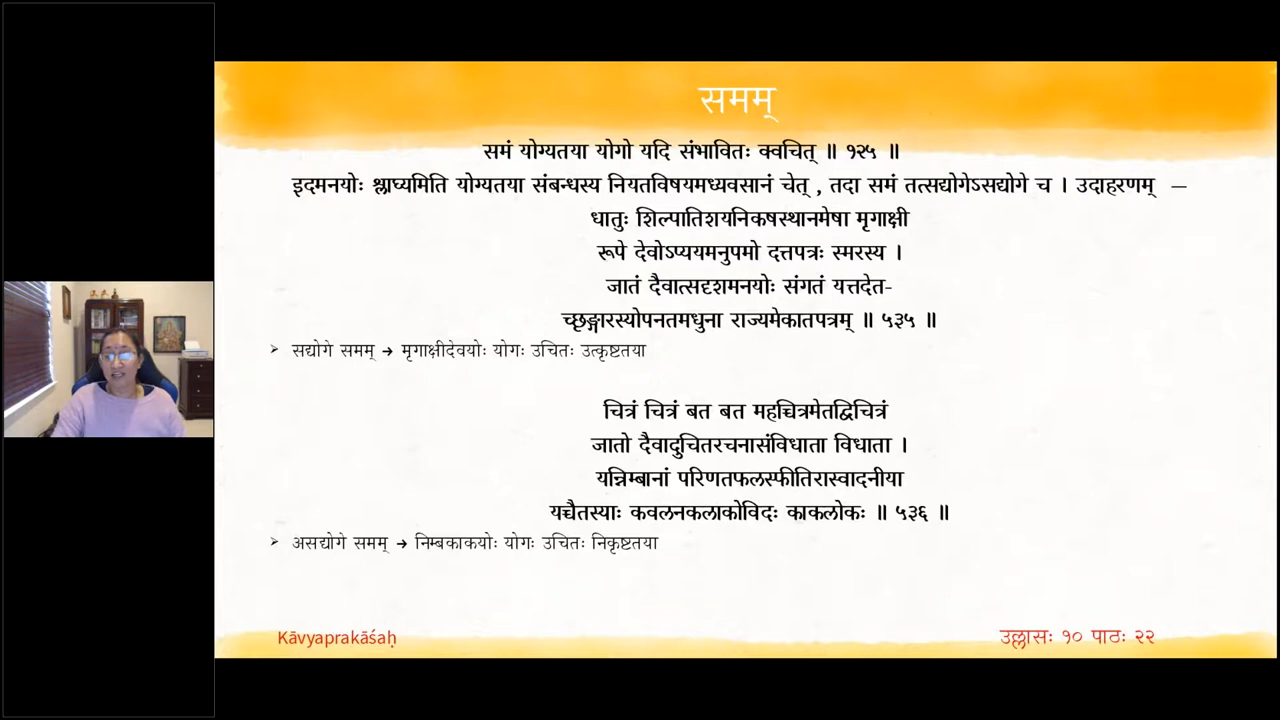 समम्
समं योग्यतया योगो यदि संभावितः क्वचित् ॥ १२५ ॥
इदमनयोः श्लाघ्यमिति योग्यतया संबन्धस्य नियतविषयमध्यवसानं चेत् , तदा समं तत्सद्योगेऽसद्योगे च । उदाहरणम् —
धातुः शिल्पातिशयनिकषस्थानमेषा मृगाक्षी
रूपे देवोऽप्ययमनुपमो दत्तपत्रः स्मरस्य ।
जातं दैवात्सदृशमनयोः संगतं यत्तदेत-
च्छृङ्गारस्योपनतमधुना राज्यमेकातपत्रम् ॥ ५३५ ॥
➢ सद्योगे समम् → मृगाक्षीदेवयोः योगः उचितः उत्कृष्टतया
चित्रं चित्रं बत बत महच्चित्रमेतद्विचित्रं
जातो दैवादुचितरचनासंविधाता विधाता ।
यन्निम्बानां परिणतफलस्फीतिरास्वादनीया
यच्चैतस्याः कवलनकलाकोविदः काकलोकः ॥ ५३६ ॥
➢ असद्योगे समम् → निम्बकाकयोः योगः उचितः निकृष्टतया
Kāvyaprakāśaḥ
उल्लासः १० पाठः २२